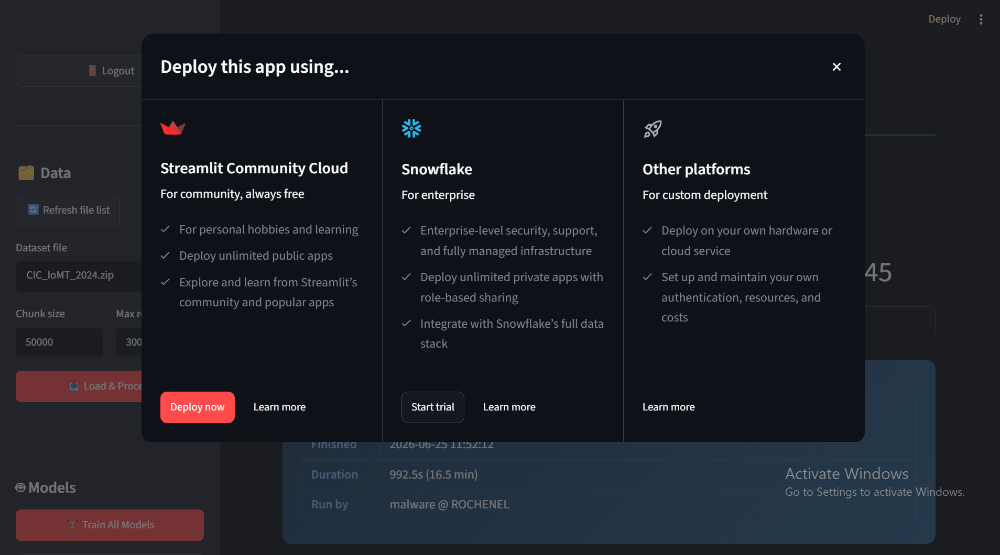 Deploy
Logout
Deploy this app using...
Data
Refresh file list
Dataset file
CIC_IoMT_2024.zip
Chunk size
Max
50000
300
Load & Proce
Models
Train All Models
Streamlit Community Cloud
For community, always free
For personal hobbies and learning
Deploy unlimited public apps
Explore and learn from Streamlit’s
community and popular apps
Deploy now
Learn more
Snowflake
For enterprise
Enterprise-level security, support,
and fully managed infrastructure
Deploy unlimited private apps with
role-based sharing
Integrate with Snowflake’s full data
stack
Start trial
Learn more
Other platforms
For custom deployment
Deploy on your own hardware or
cloud service
Set up and maintain your own
authentication, resources, and
costs
Learn more
45
Finished 2026-06-25 11:52:12
Duration 992.5s (16.5 min)
Run by malware @ ROCHENEL
Activate Windows
Go to Settings to activate Windows.